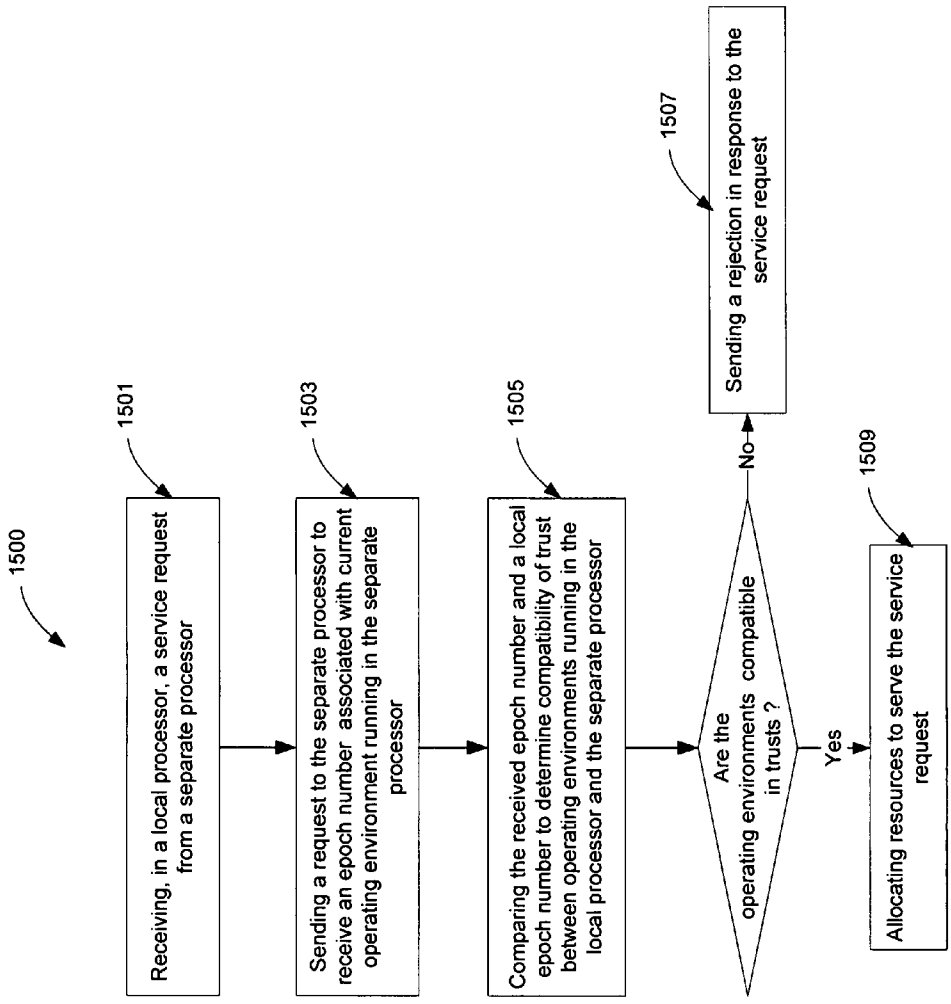 1500
1501
Receiving, in a local processor, a service request
from a separate processor
1503
Sending a request to the separate processor to
receive an epoch number associated with current
operating environment running in the separate
processor
1505
Comparing the received epoch number and a local
epoch number to determine compatibility of trust
between operating environments running in the
local processor and the separate processor
Are the
operating environments compatible
in trusts ?
No
1507
Sending a rejection in response to the
service request
Yes
1509
Allocating resources to serve the service
request